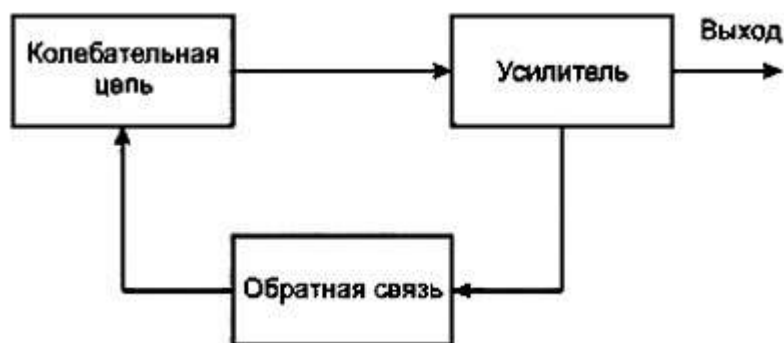 Колебательная
цепь
Усилитель
Выход
Обратная связь